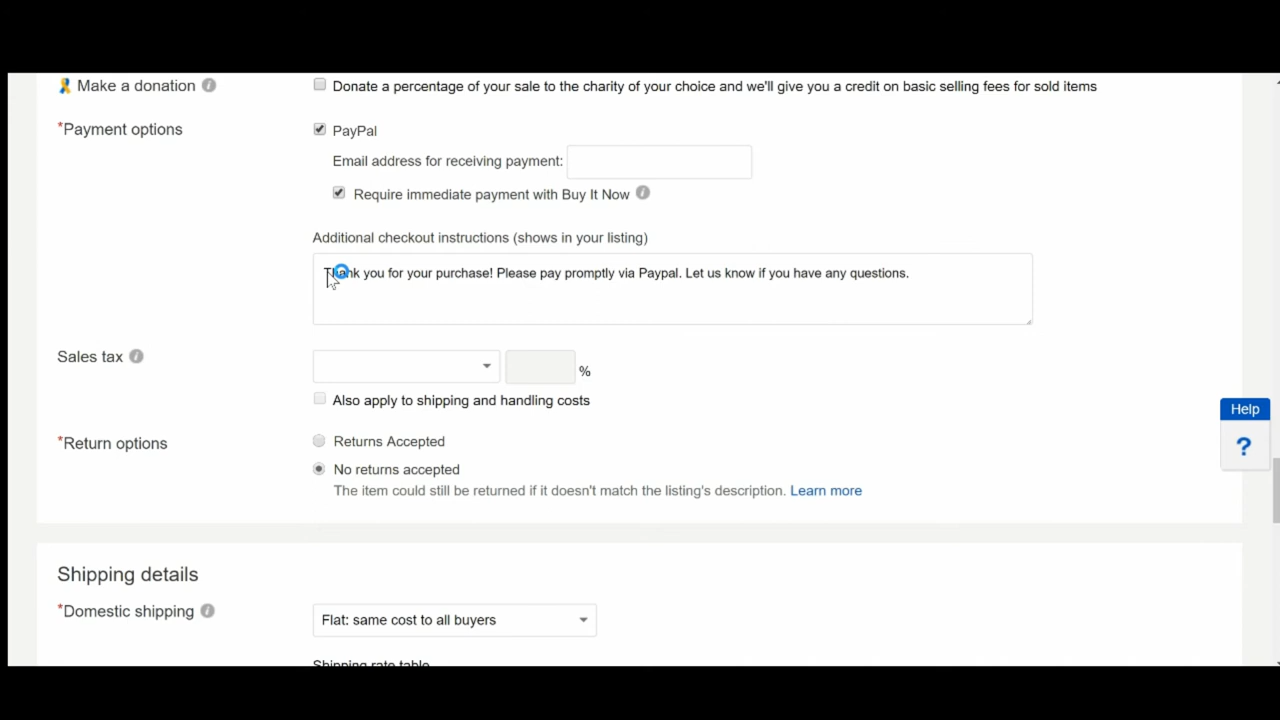 Make a donation
Donate a percentage of your sale to the charity of your choice and we'll give you a credit on basic selling fees for sold items
*Payment options
PayPal
Email address for receiving payment:
Require immediate payment with Buy It Now
Additional checkout instructions (shows in your listing)
Thank you for your purchase! Please pay promptly via Paypal. Let us know if you have any questions.
Sales tax
%
Also apply to shipping and handling costs
Help
?
*Return options
Returns Accepted
No returns accepted
The item could still be returned if it doesn't match the listing's description. Learn more
Shipping details
*Domestic shipping
Flat: same cost to all buyers
Shipping rate table